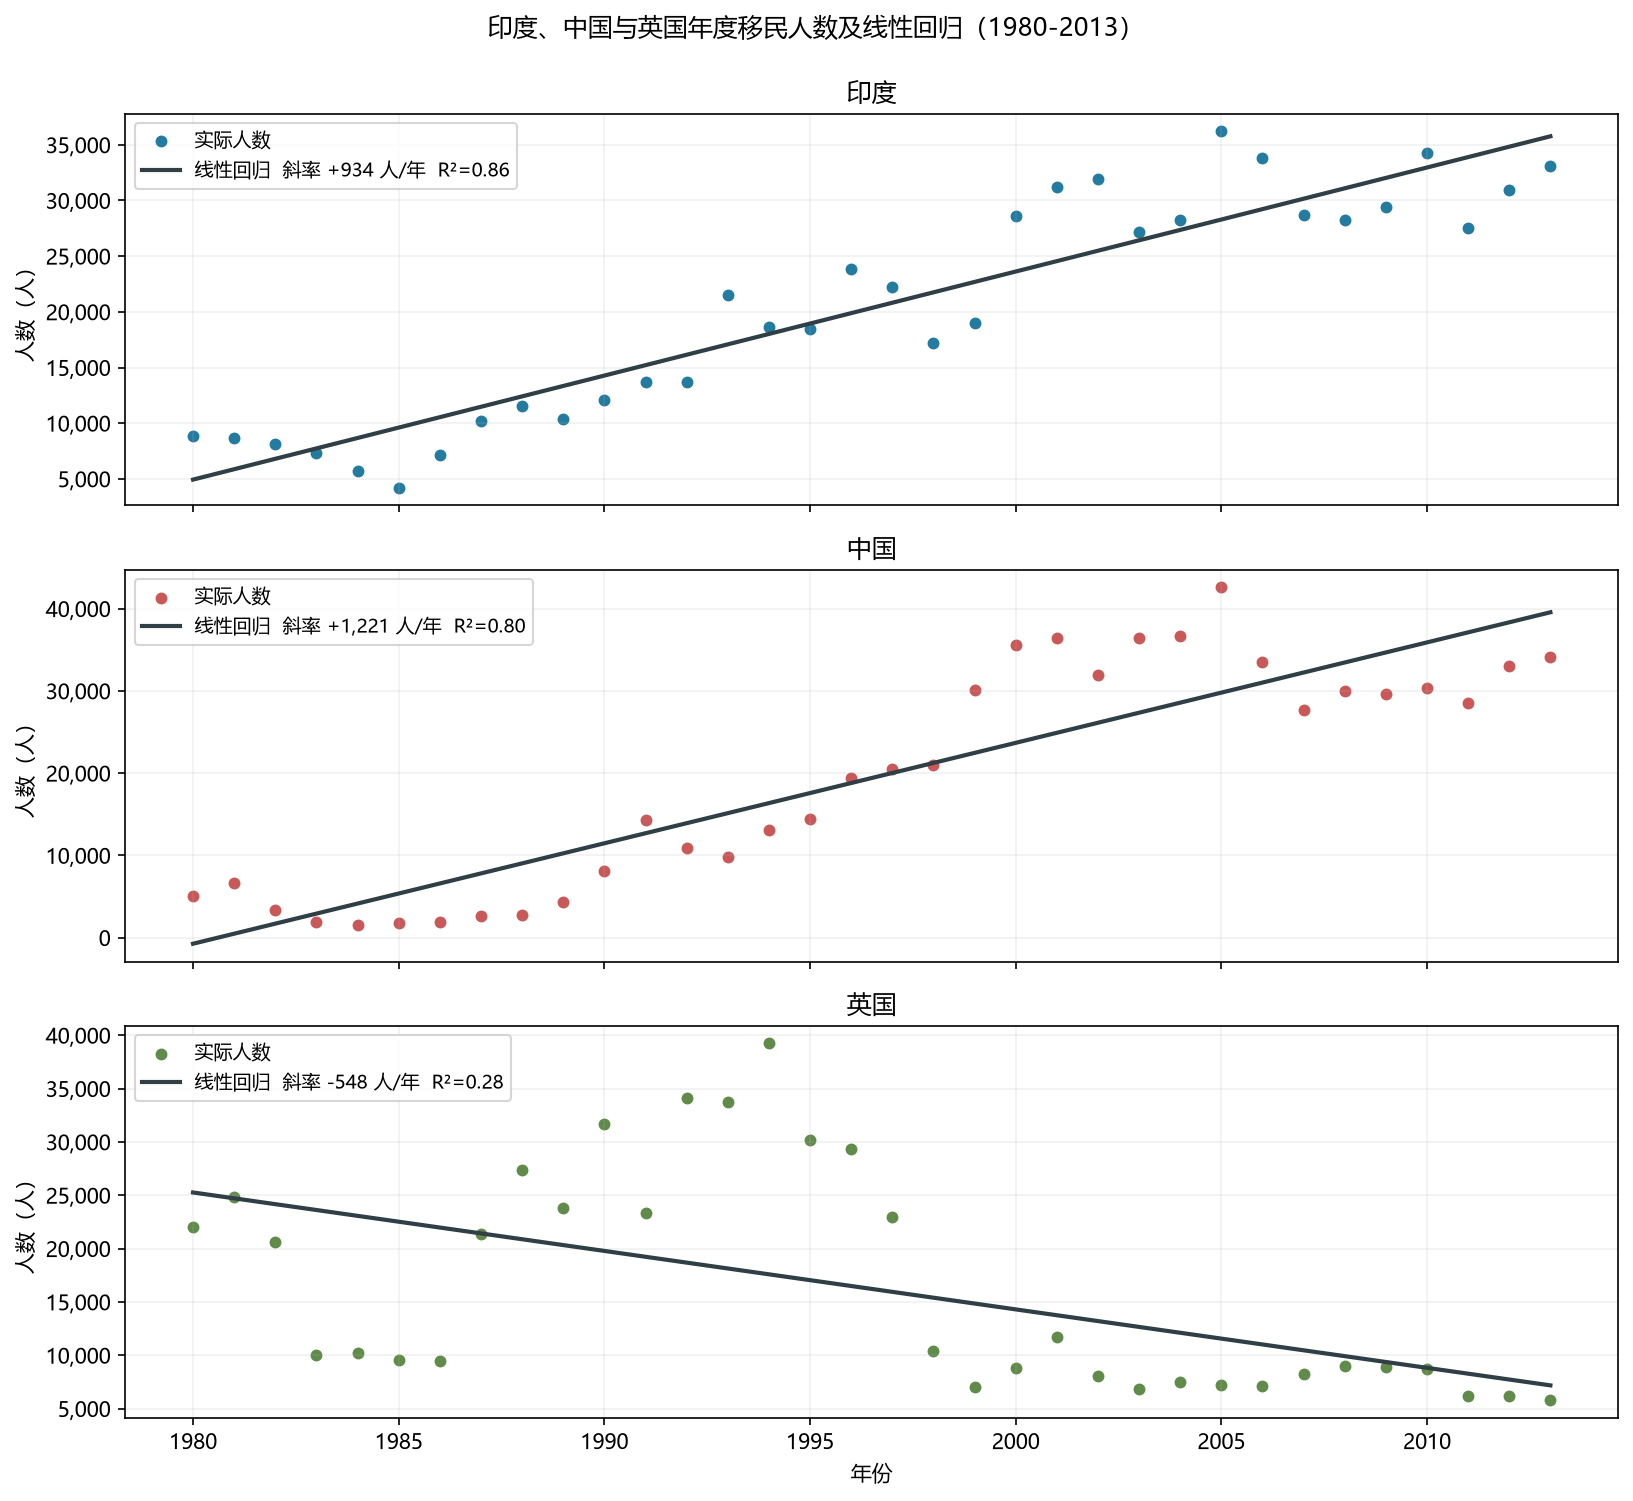 印度、中国与英国年度移民人数及线性回归（1980-2013）
印度
实际人数
线性回归 斜率 +934 人/年 R²=0.86
人数（人）
35,000
30,000
25,000
20,000
15,000
10,000
5,000
中国
实际人数
线性回归 斜率 +1,221 人/年 R²=0.80
人数（人）
40,000
30,000
20,000
10,000
0
英国
实际人数
线性回归 斜率 -548 人/年 R²=0.28
人数（人）
40,000
35,000
30,000
25,000
20,000
15,000
10,000
5,000
1980 1985 1990 1995 2000 2005 2010
年份